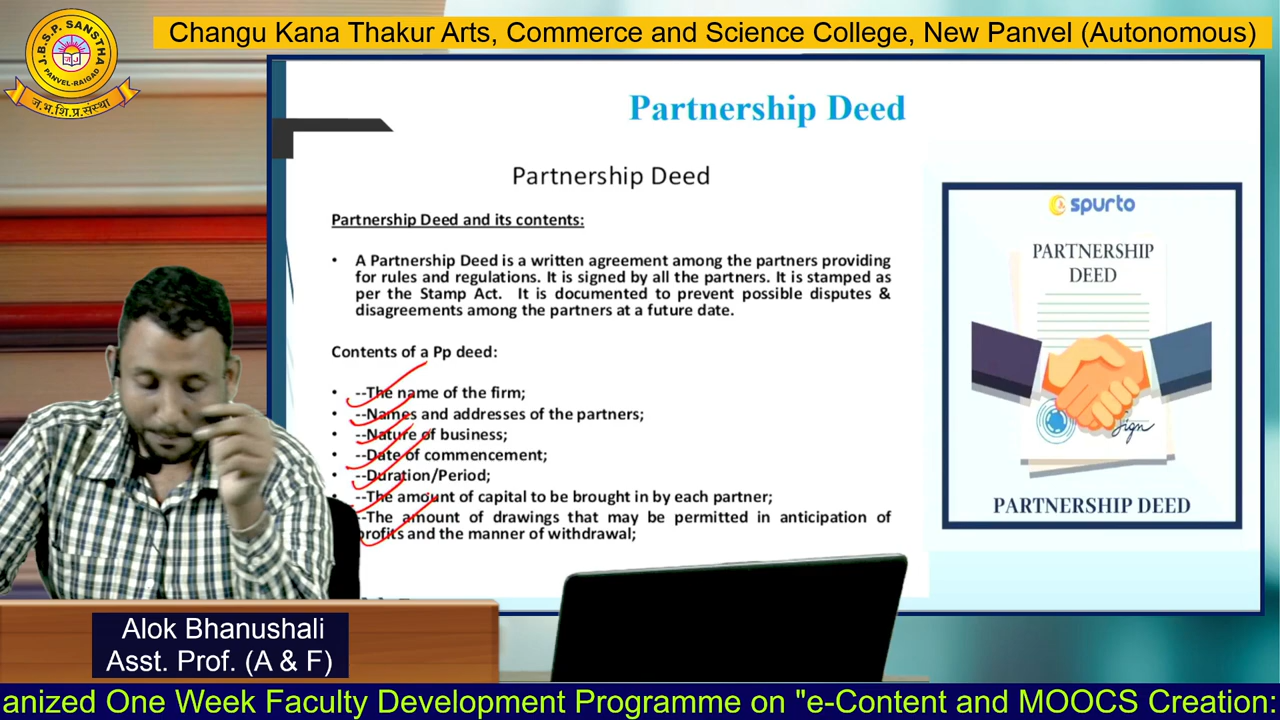 Changu Kana Thakur Arts, Commerce and Science College, New Panvel (Autonomous)
J.B.S.P. SANSTHA
PANVEL-RAIGAD
ज.भ.शि.प्र.संस्था
Partnership Deed
Partnership Deed
Partnership Deed and its contents:
• A Partnership Deed is a written agreement among the partners providing
for rules and regulations. It is signed by all the partners. It is stamped as
per the Stamp Act. It is documented to prevent possible disputes &
disagreements among the partners at a future date.
Contents of a Pp deed:
• --The name of the firm;
• --Names and addresses of the partners;
• --Nature of business;
• --Date of commencement;
• --Duration/Period;
• --The amount of capital to be brought in by each partner;
--The amount of drawings that may be permitted in anticipation of
profits and the manner of withdrawal;
spurto
PARTNERSHIP
DEED
Sign
PARTNERSHIP DEED
Alok Bhanushali
Asst. Prof. (A & F)
anized One Week Faculty Development Programme on "e-Content and MOOCS Creation: